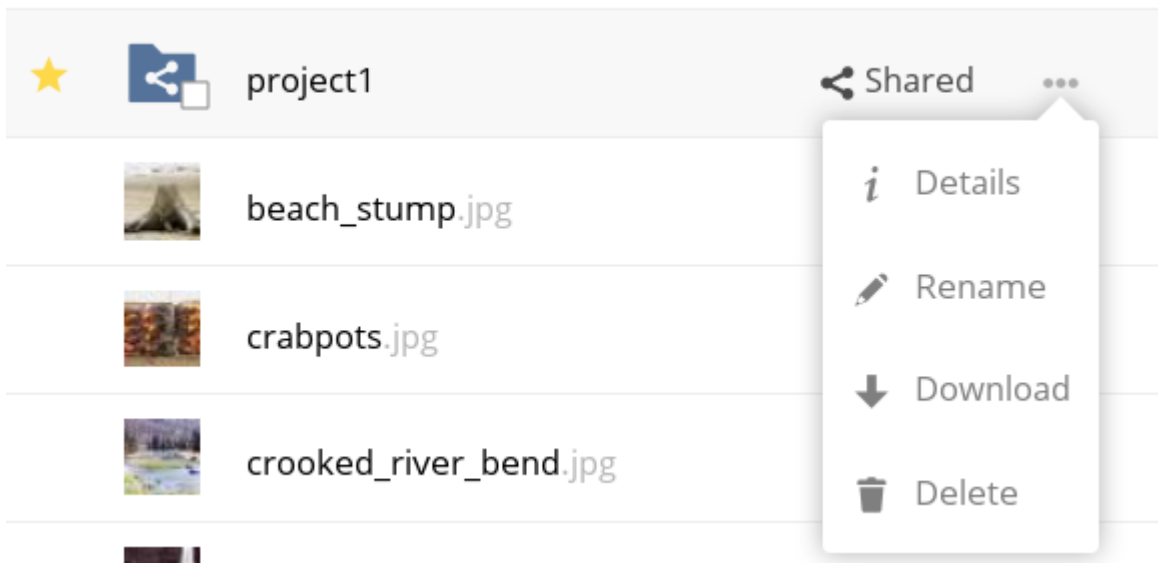 project1 Shared
Details
beach_stump.jpg
Rename
crabpots.jpg
Download
crooked_river_bend.jpg
Delete